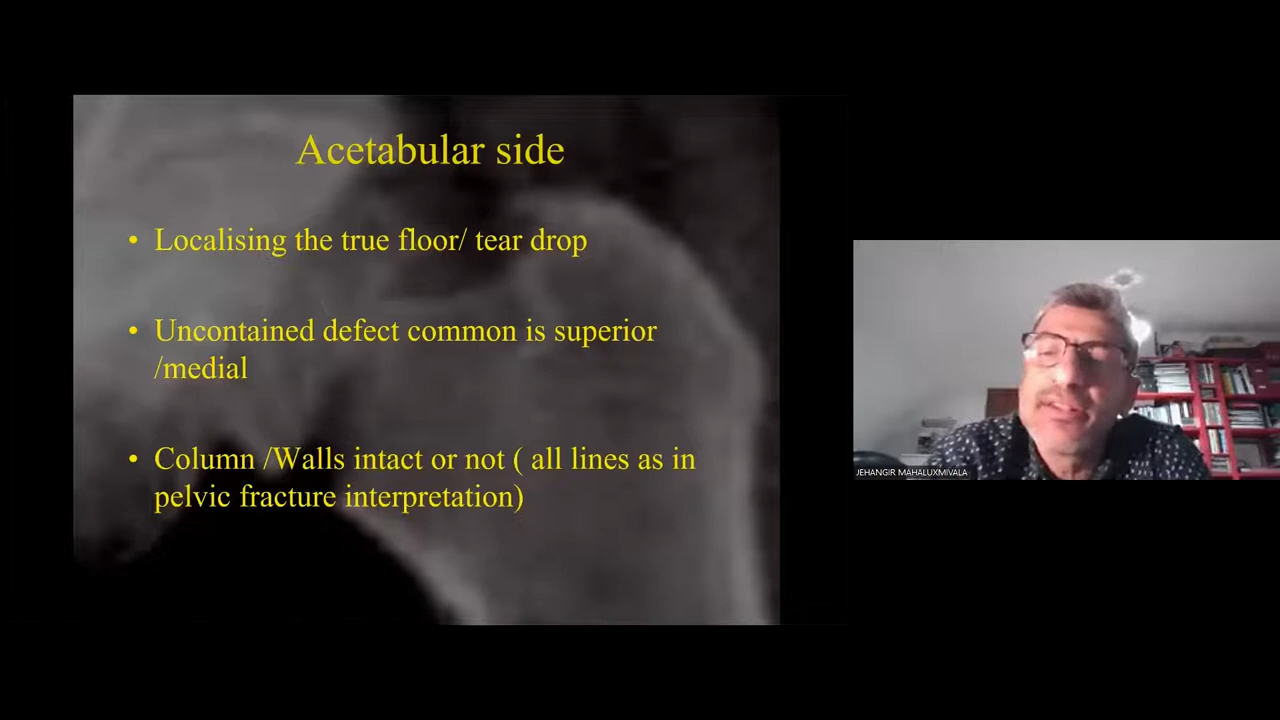 Acetabular side
• Localising the true floor/ tear drop
• Uncontained defect common is superior
/medial
• Column /Walls intact or not ( all lines as in
pelvic fracture interpretation)
JEHANGIR MAHALUXMIVALA